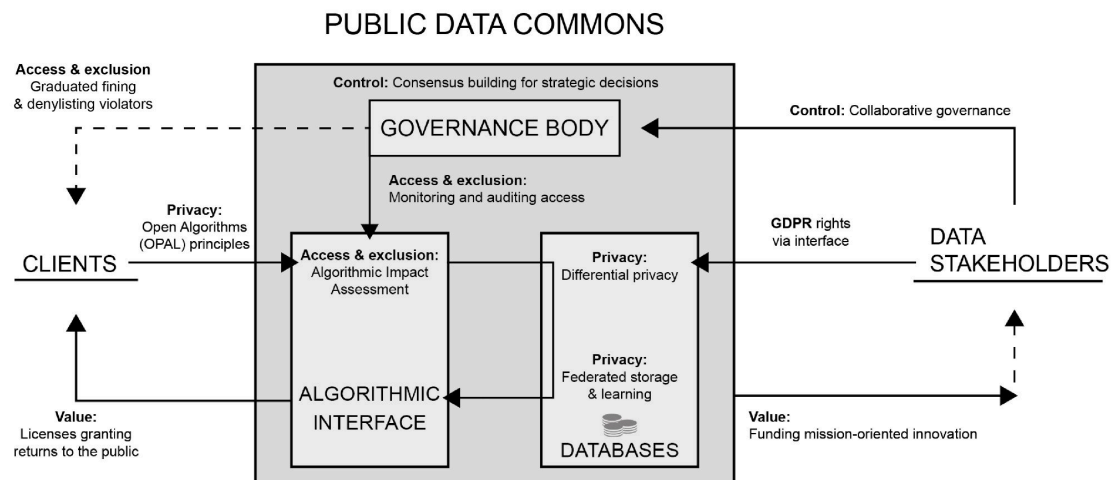 PUBLIC DATA COMMONS
Access & exclusion
Graduated fining
& denylisting violators
Control: Consensus building for strategic decisions
GOVERNANCE BODY
Control: Collaborative governance
Access & exclusion:
Monitoring and auditing access
Privacy:
Open Algorithms
(OPAL) principles
CLIENTS
Access & exclusion:
Algorithmic Impact
Assessment
Privacy:
Differential privacy
GDPR rights
via interface
DATA
STAKEHOLDERS
ALGORITHMIC
INTERFACE
Privacy:
Federated storage
& learning
DATABASES
Value:
Licenses granting
returns to the public
Value:
Funding mission-oriented innovation